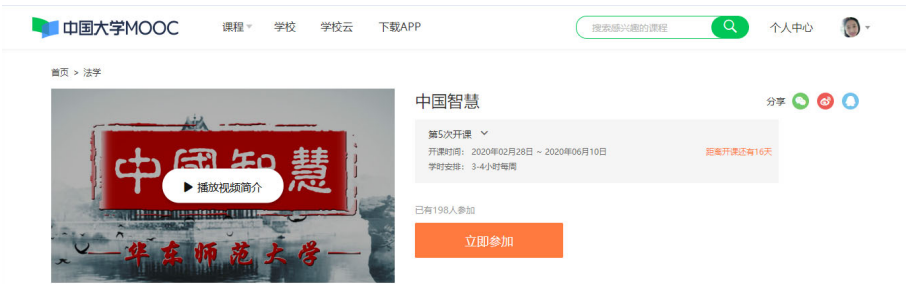 中国大学MOOC
课程 学校 学校云 下载APP
搜索感兴趣的课程
个人中心
首页 > 法学
中國智慧
播放视频简介
华东师范大学
中国智慧
分享
第5次开课
开课时间： 2020年02月28日 ~ 2020年06月10日
距离开课还有16天
学时安排： 3-4小时每周
已有198人参加
立即参加